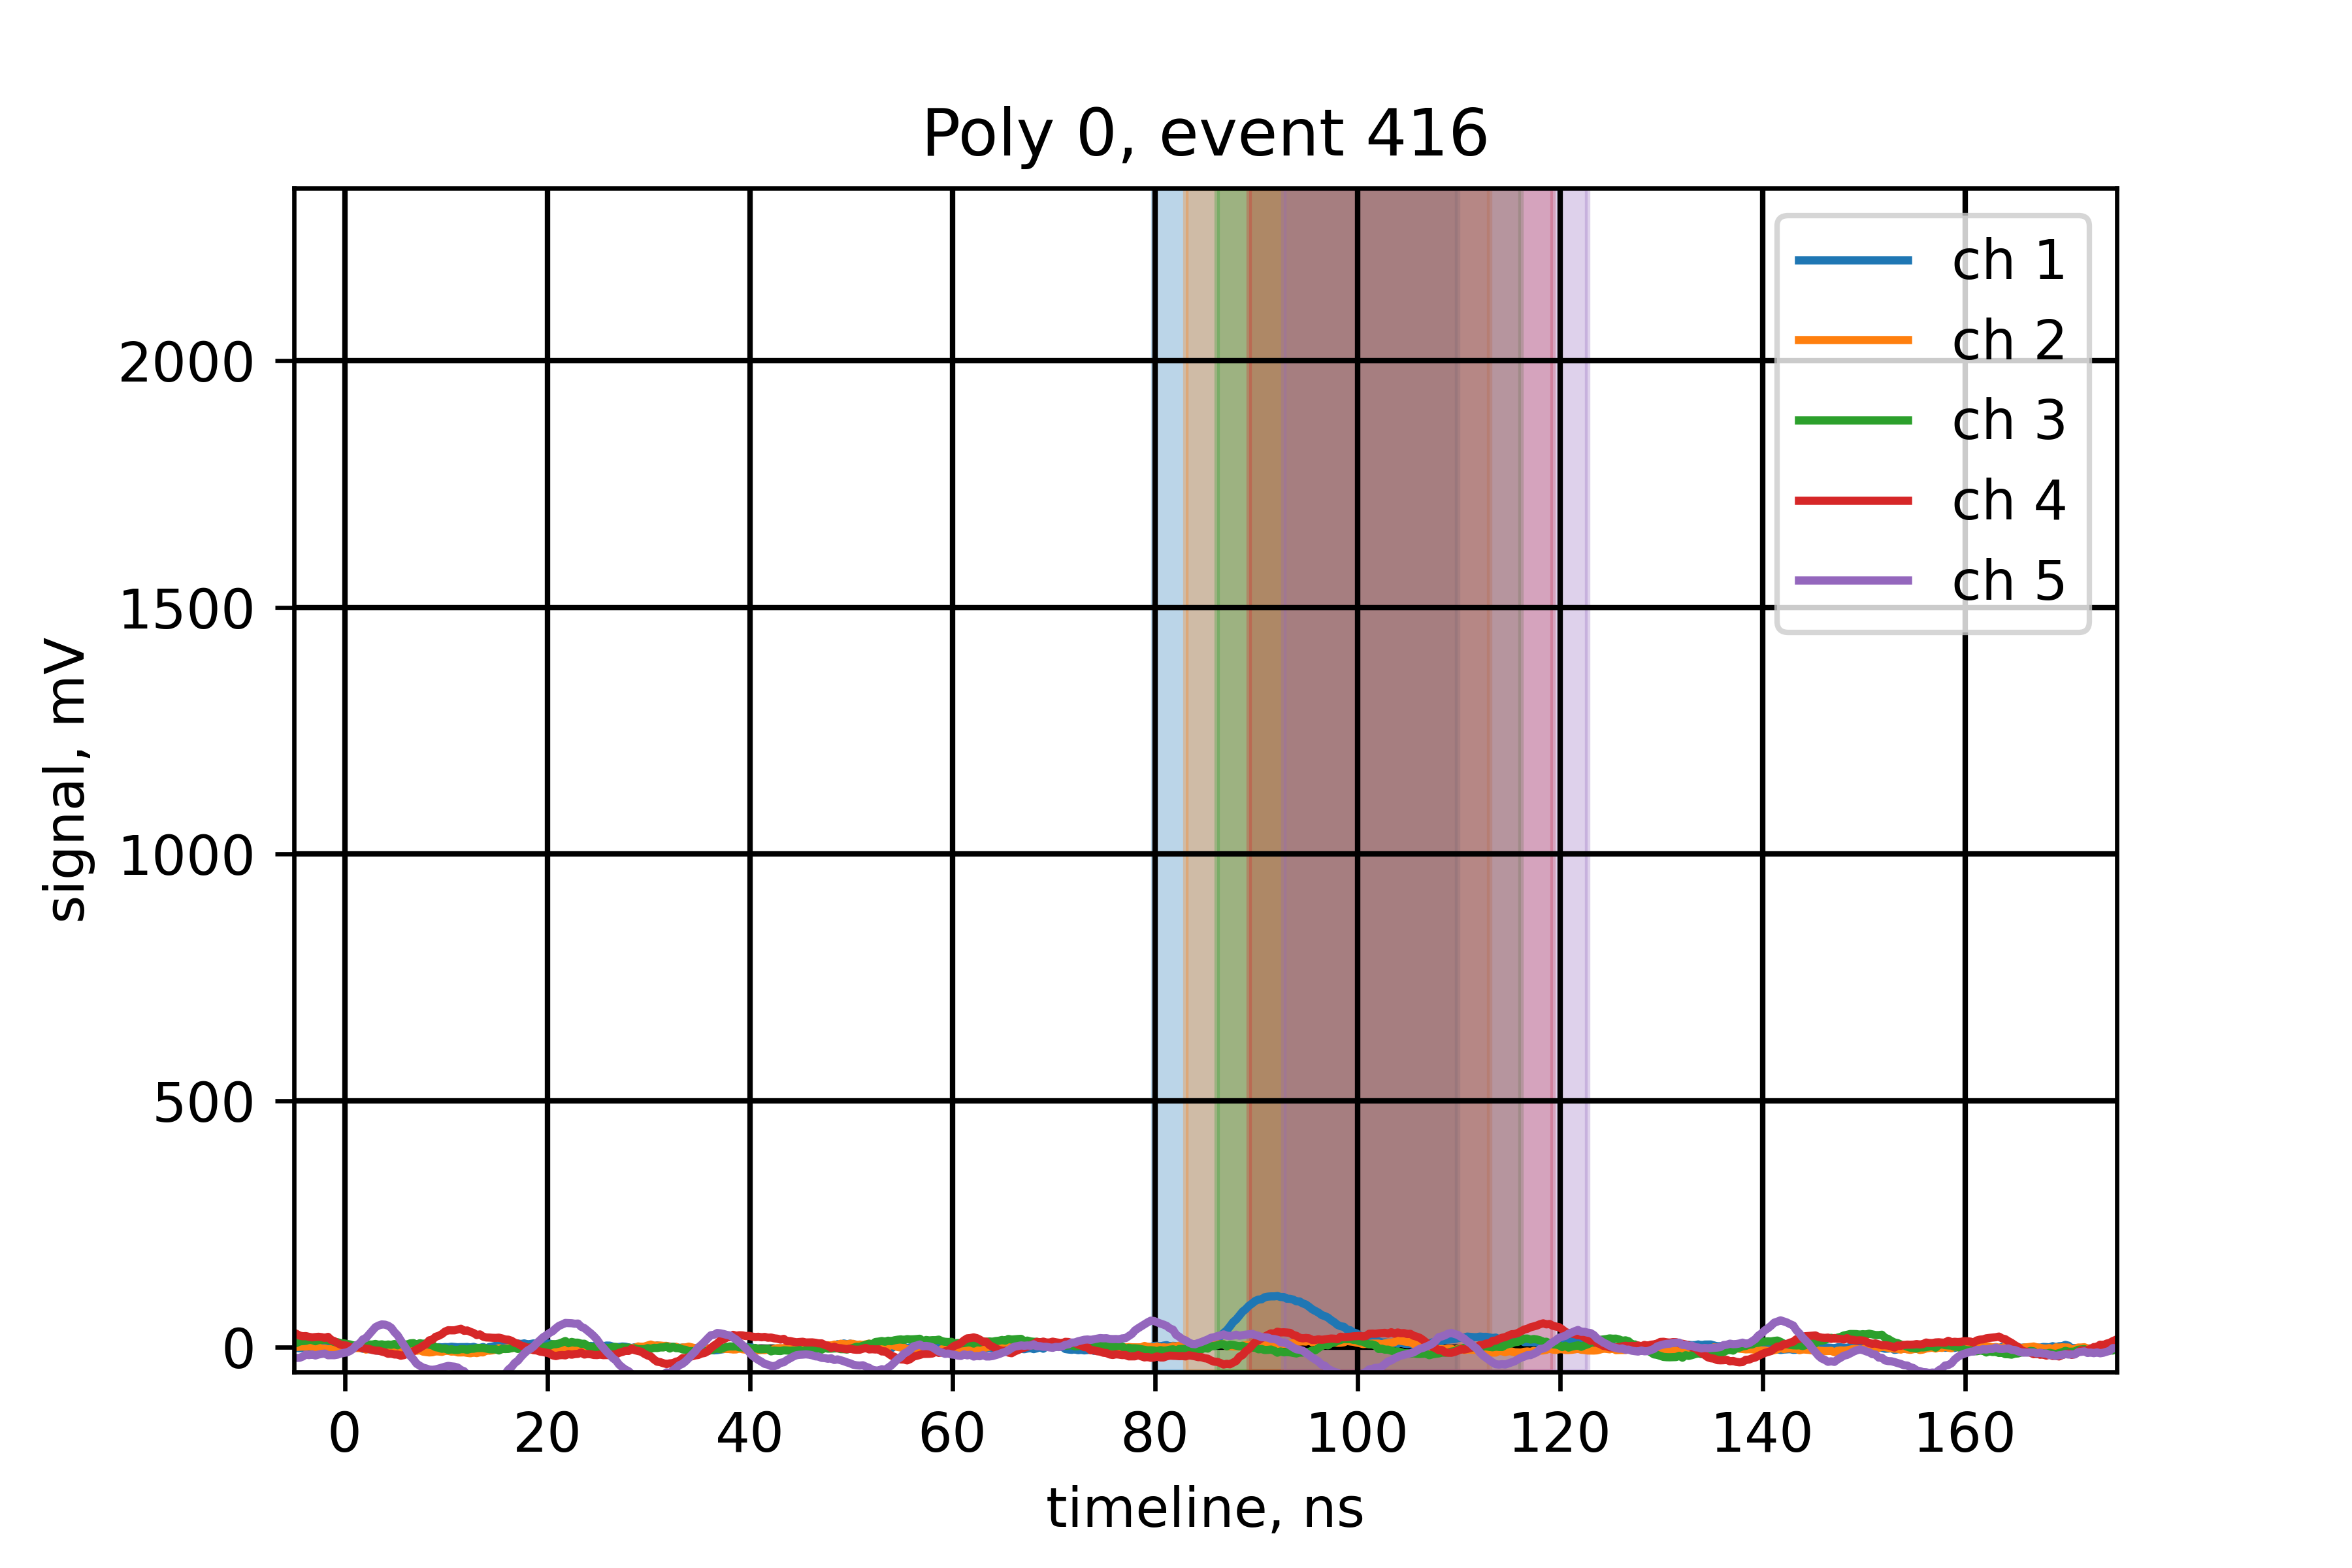 Poly 0, event 416
ch 1
ch 2
ch 3
ch 4
ch 5
2000
1500
1000
500
0
signal, mV
0 20 40 60 80 100 120 140 160
timeline, ns